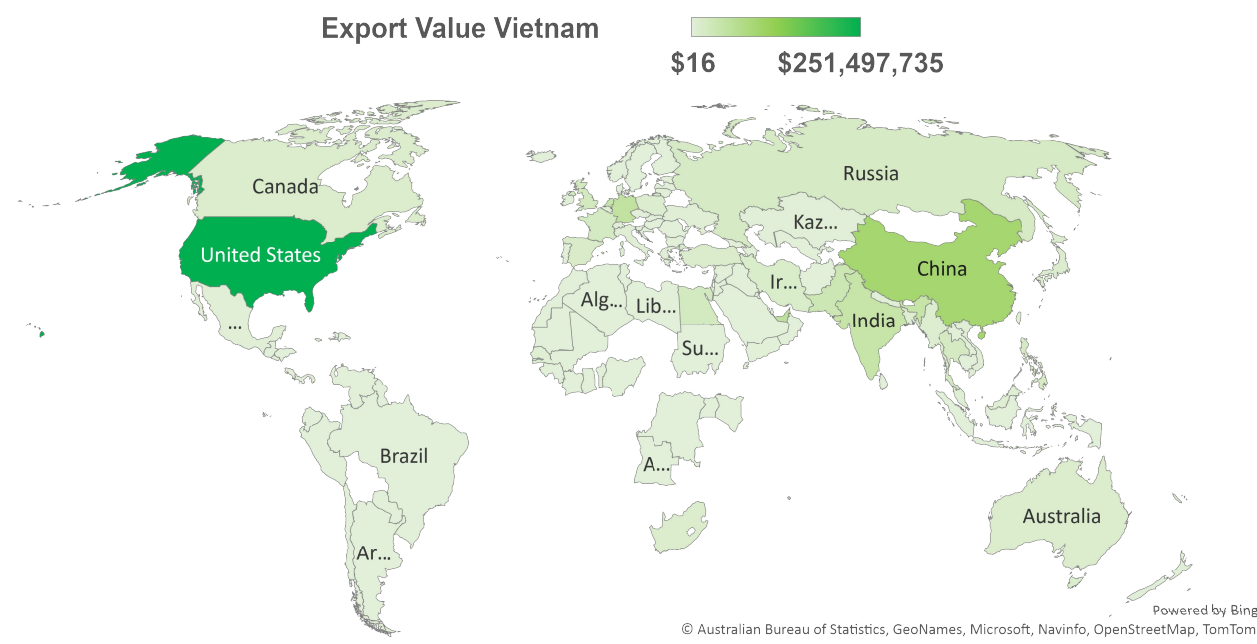 Export Value Vietnam
$16 $251,497,735
Canada
Russia
United States
Kaz...
China
Ir...
Alg...
Lib...
...
India
Su...
Brazil
A...
Australia
Ar...
Powered by Bing
© Australian Bureau of Statistics, GeoNames, Microsoft, Navinfo, OpenStreetMap, TomTom